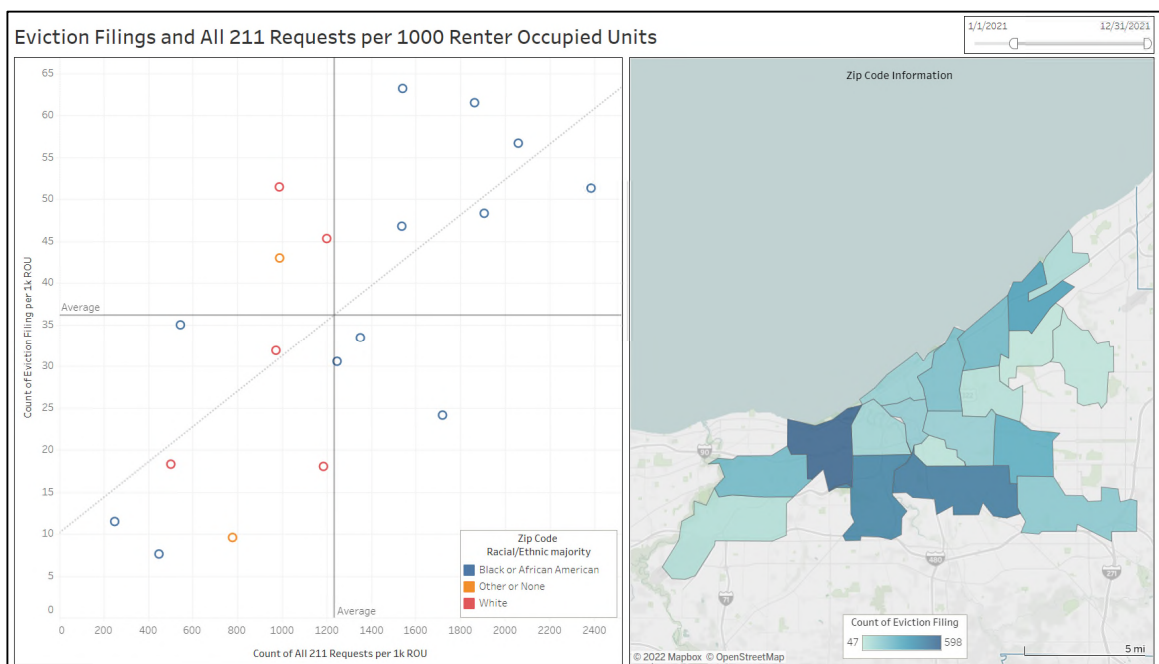 Eviction Filings and All 211 Requests per 1000 Renter Occupied Units
1/1/2021 12/31/2021
65
60
55
50
45
40
35
30
25
20
15
10
5
0
Count of Eviction Filing per 1k ROU
Average
Average
0 200 400 600 800 1000 1200 1400 1600 1800 2000 2200 2400
Count of All 211 Requests per 1k ROU
Zip Code
Racial/Ethnic majority
Black or African American
Other or None
White
Zip Code Information
90
71
480
271
Count of Eviction Filing
47 598
© 2022 Mapbox © OpenStreetMap
5 mi